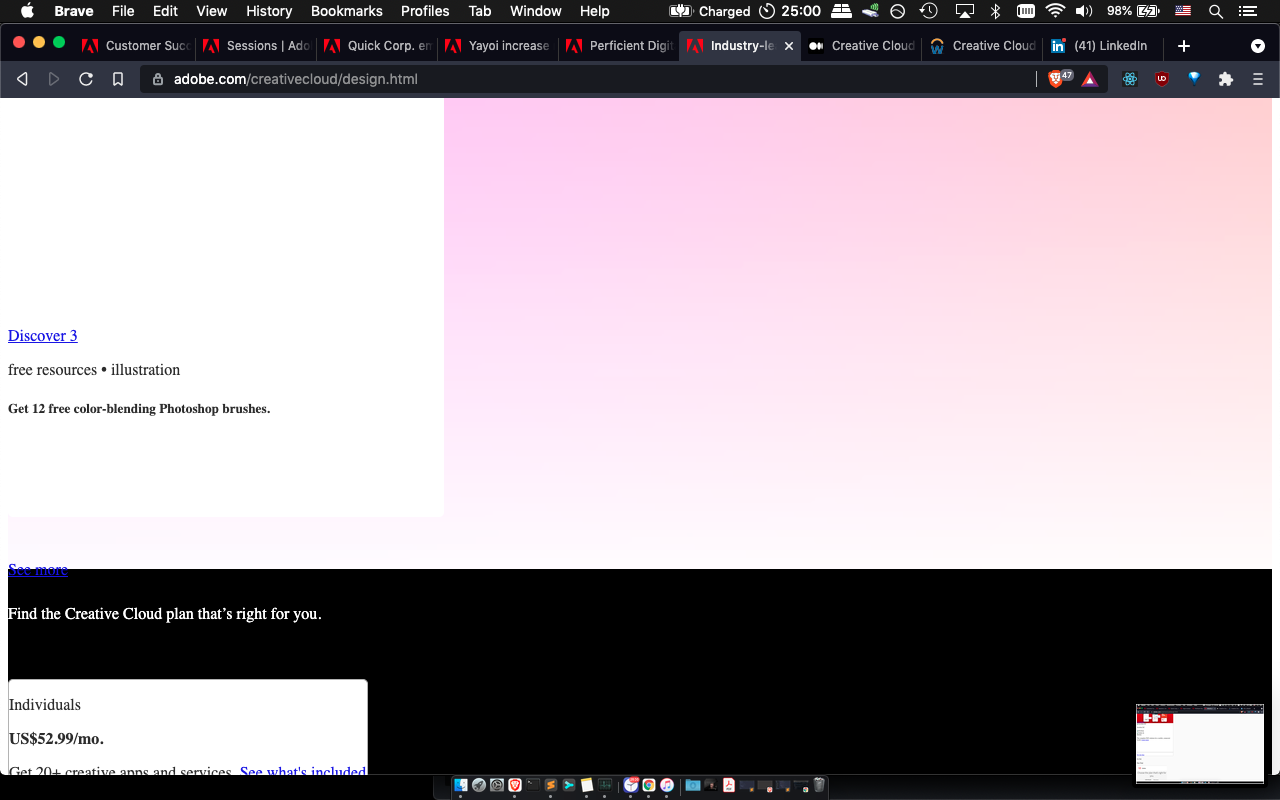 Brave File Edit View History Bookmarks Profiles Tab Window Help Charged 25:00 98%
Customer Succ Sessions | Ado Quick Corp. em Yayoi increase Perficient Digit Industry-le Creative Cloud Creative Cloud (41) LinkedIn
adobe.com/creativecloud/design.html 47
Discover 3
free resources • illustration
Get 12 free color-blending Photoshop brushes.
See more
Find the Creative Cloud plan that’s right for you.
Individuals
US$52.99/mo.
Get 20+ creative apps and services. See what's included